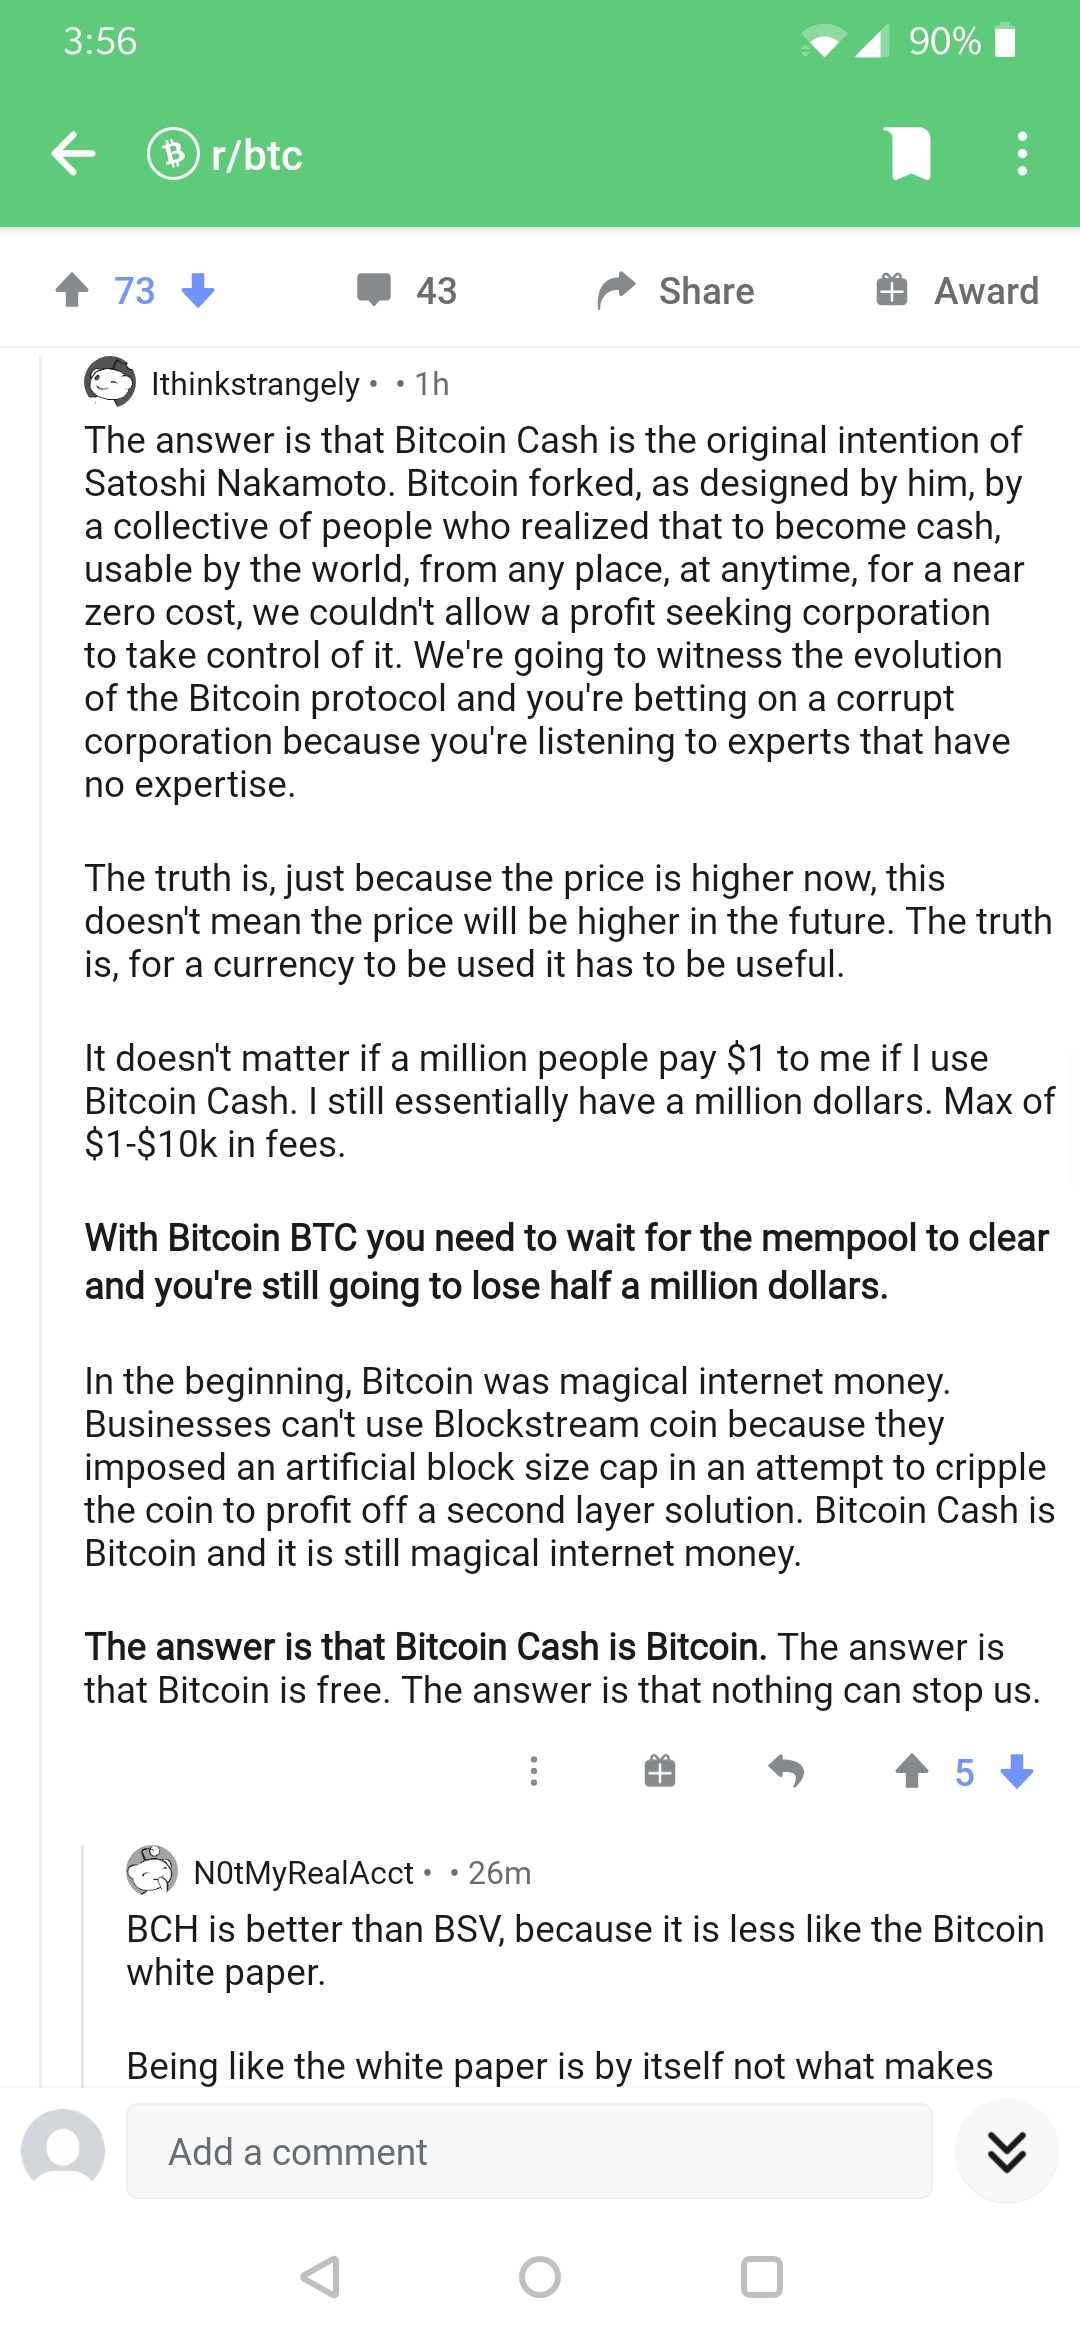 3:56
90%
r/btc
73
43
Share
Award
Ithinkstrangely • • 1h
The answer is that Bitcoin Cash is the original intention of
Satoshi Nakamoto. Bitcoin forked, as designed by him, by
a collective of people who realized that to become cash,
usable by the world, from any place, at anytime, for a near
zero cost, we couldn't allow a profit seeking corporation
to take control of it. We're going to witness the evolution
of the Bitcoin protocol and you're betting on a corrupt
corporation because you're listening to experts that have
no expertise.
The truth is, just because the price is higher now, this
doesn't mean the price will be higher in the future. The truth
is, for a currency to be used it has to be useful.
It doesn't matter if a million people pay $1 to me if I use
Bitcoin Cash. I still essentially have a million dollars. Max of
$1-$10k in fees.
With Bitcoin BTC you need to wait for the mempool to clear
and you're still going to lose half a million dollars.
In the beginning, Bitcoin was magical internet money.
Businesses can't use Blockstream coin because they
imposed an artificial block size cap in an attempt to cripple
the coin to profit off a second layer solution. Bitcoin Cash is
Bitcoin and it is still magical internet money.
The answer is that Bitcoin Cash is Bitcoin. The answer is
that Bitcoin is free. The answer is that nothing can stop us.
5
N0tMyRealAcct • • 26m
BCH is better than BSV, because it is less like the Bitcoin
white paper.
Being like the white paper is by itself not what makes
Add a comment